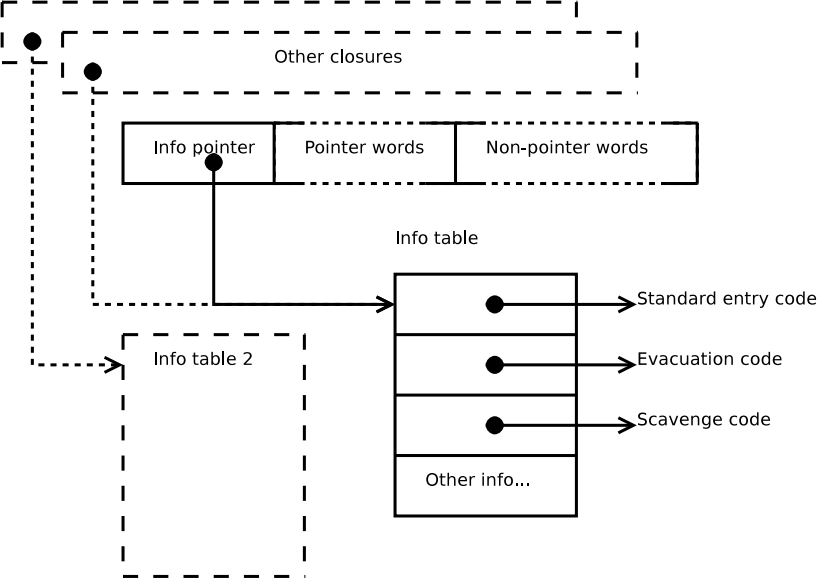 Other closures
Info pointer Pointer words Non-pointer words
Info table
Standard entry code
Info table 2 Evacuation code
Scavenge code
Other info...